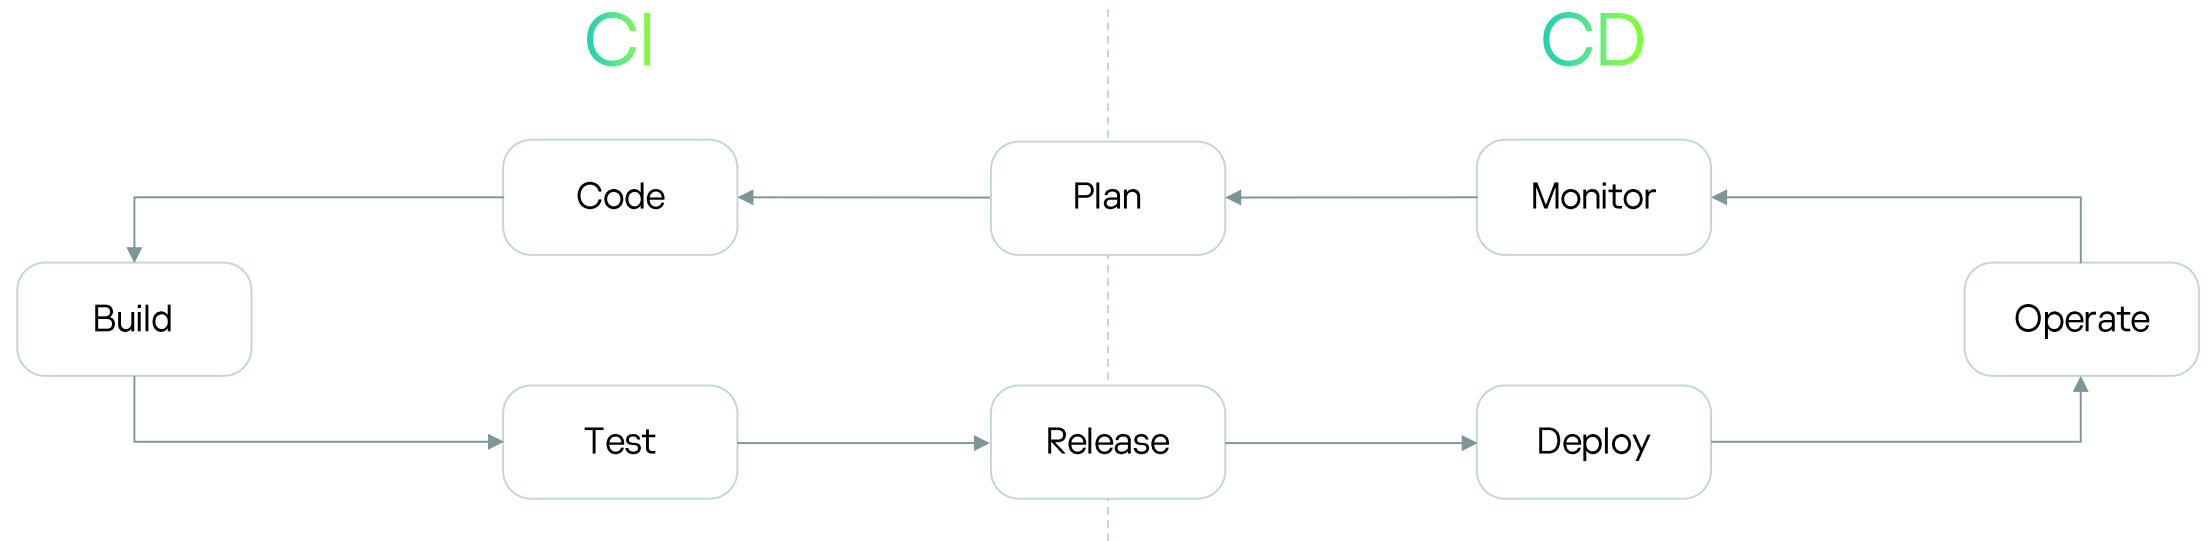 CI
CD
Code
Plan
Monitor
Build
Operate
Test
Release
Deploy